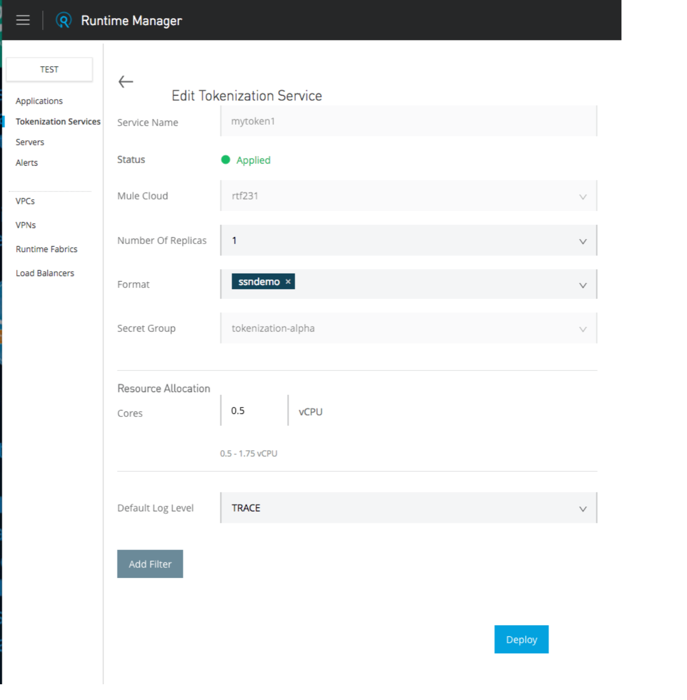 Runtime Manager
TEST
Applications
Tokenization Services
Servers
Alerts
VPCs
VPNs
Runtime Fabrics
Load Balancers
Edit Tokenization Service
Service Name
mytoken1
Status
Applied
Mule Cloud
rtf231
Number Of Replicas
1
Format
ssndemo ×
Secret Group
tokenization-alpha
Resource Allocation
Cores
0.5
vCPU
0.5 - 1.75 vCPU
Default Log Level
TRACE
Add Filter
Deploy